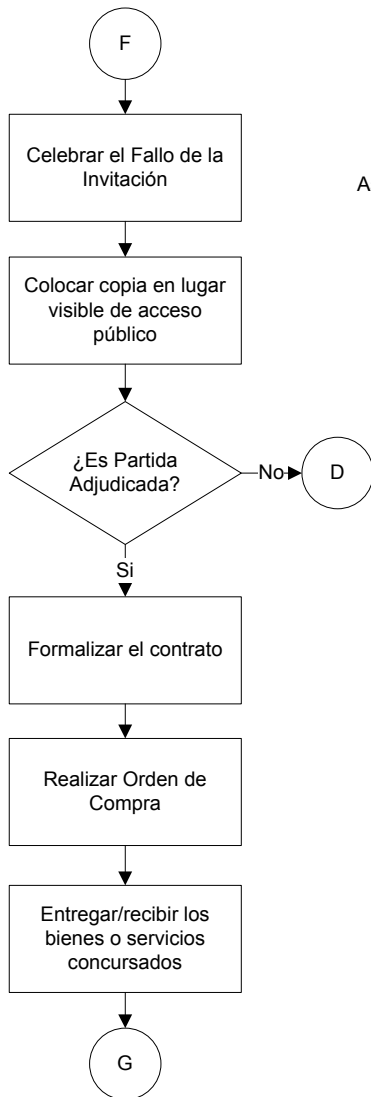 F
Celebrar el Fallo de la
Invitación
A
Colocar copia en lugar
visible de acceso
público
¿Es Partida
Adjudicada?
No
D
Si
Formalizar el contrato
Realizar Orden de
Compra
Entregar/recibir los
bienes o servicios
concursados
G